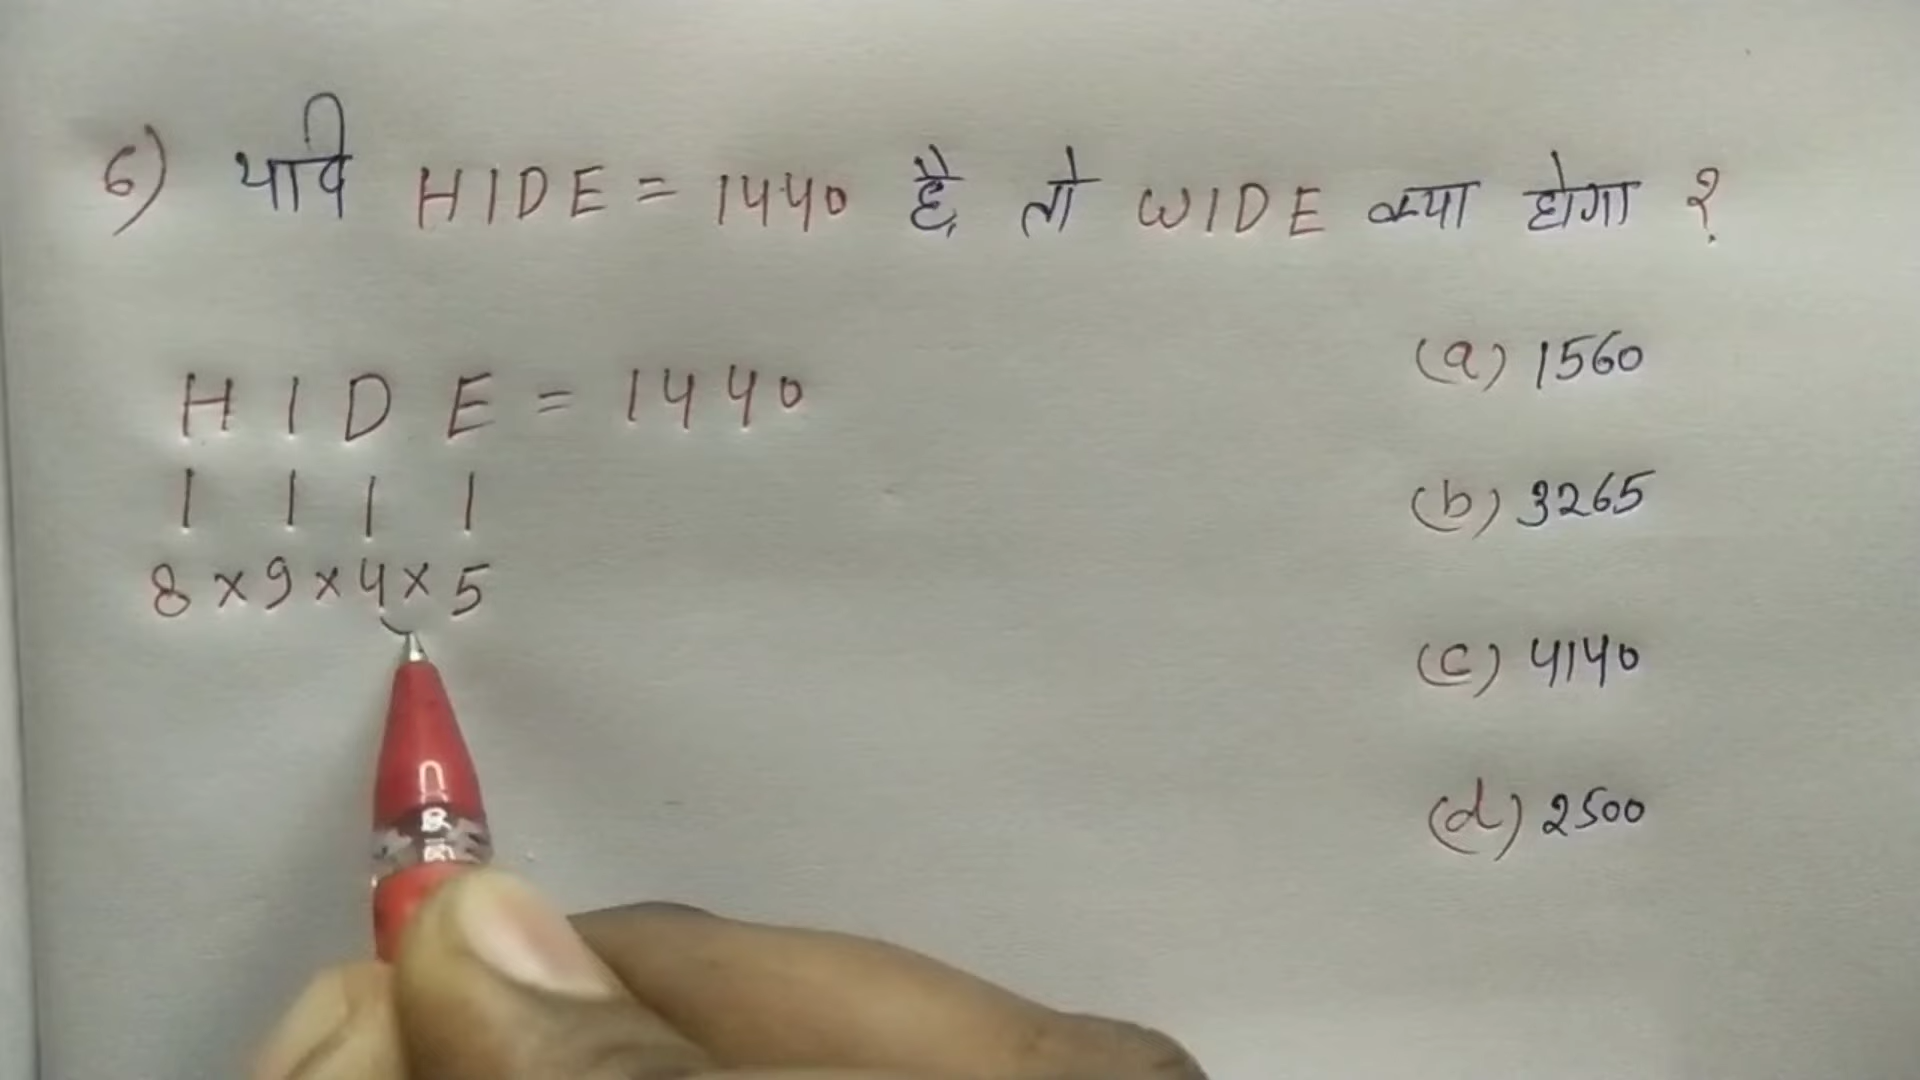 6) यदि HIDE = 1440 है, तो WIDE क्या होगा ?
H I D E = 1440
(a) 1560
8 × 9 × 4 × 5
(b) 3265
(c) 4140
(d) 2500